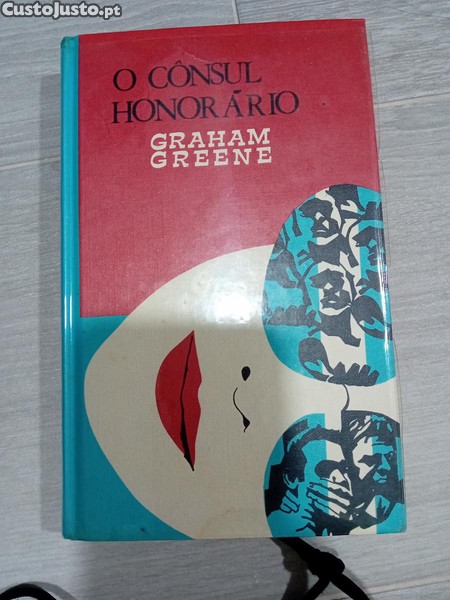 CustoJusto.pt
O CÔNSUL
HONORÁRIO
GRAHAM
GREENE